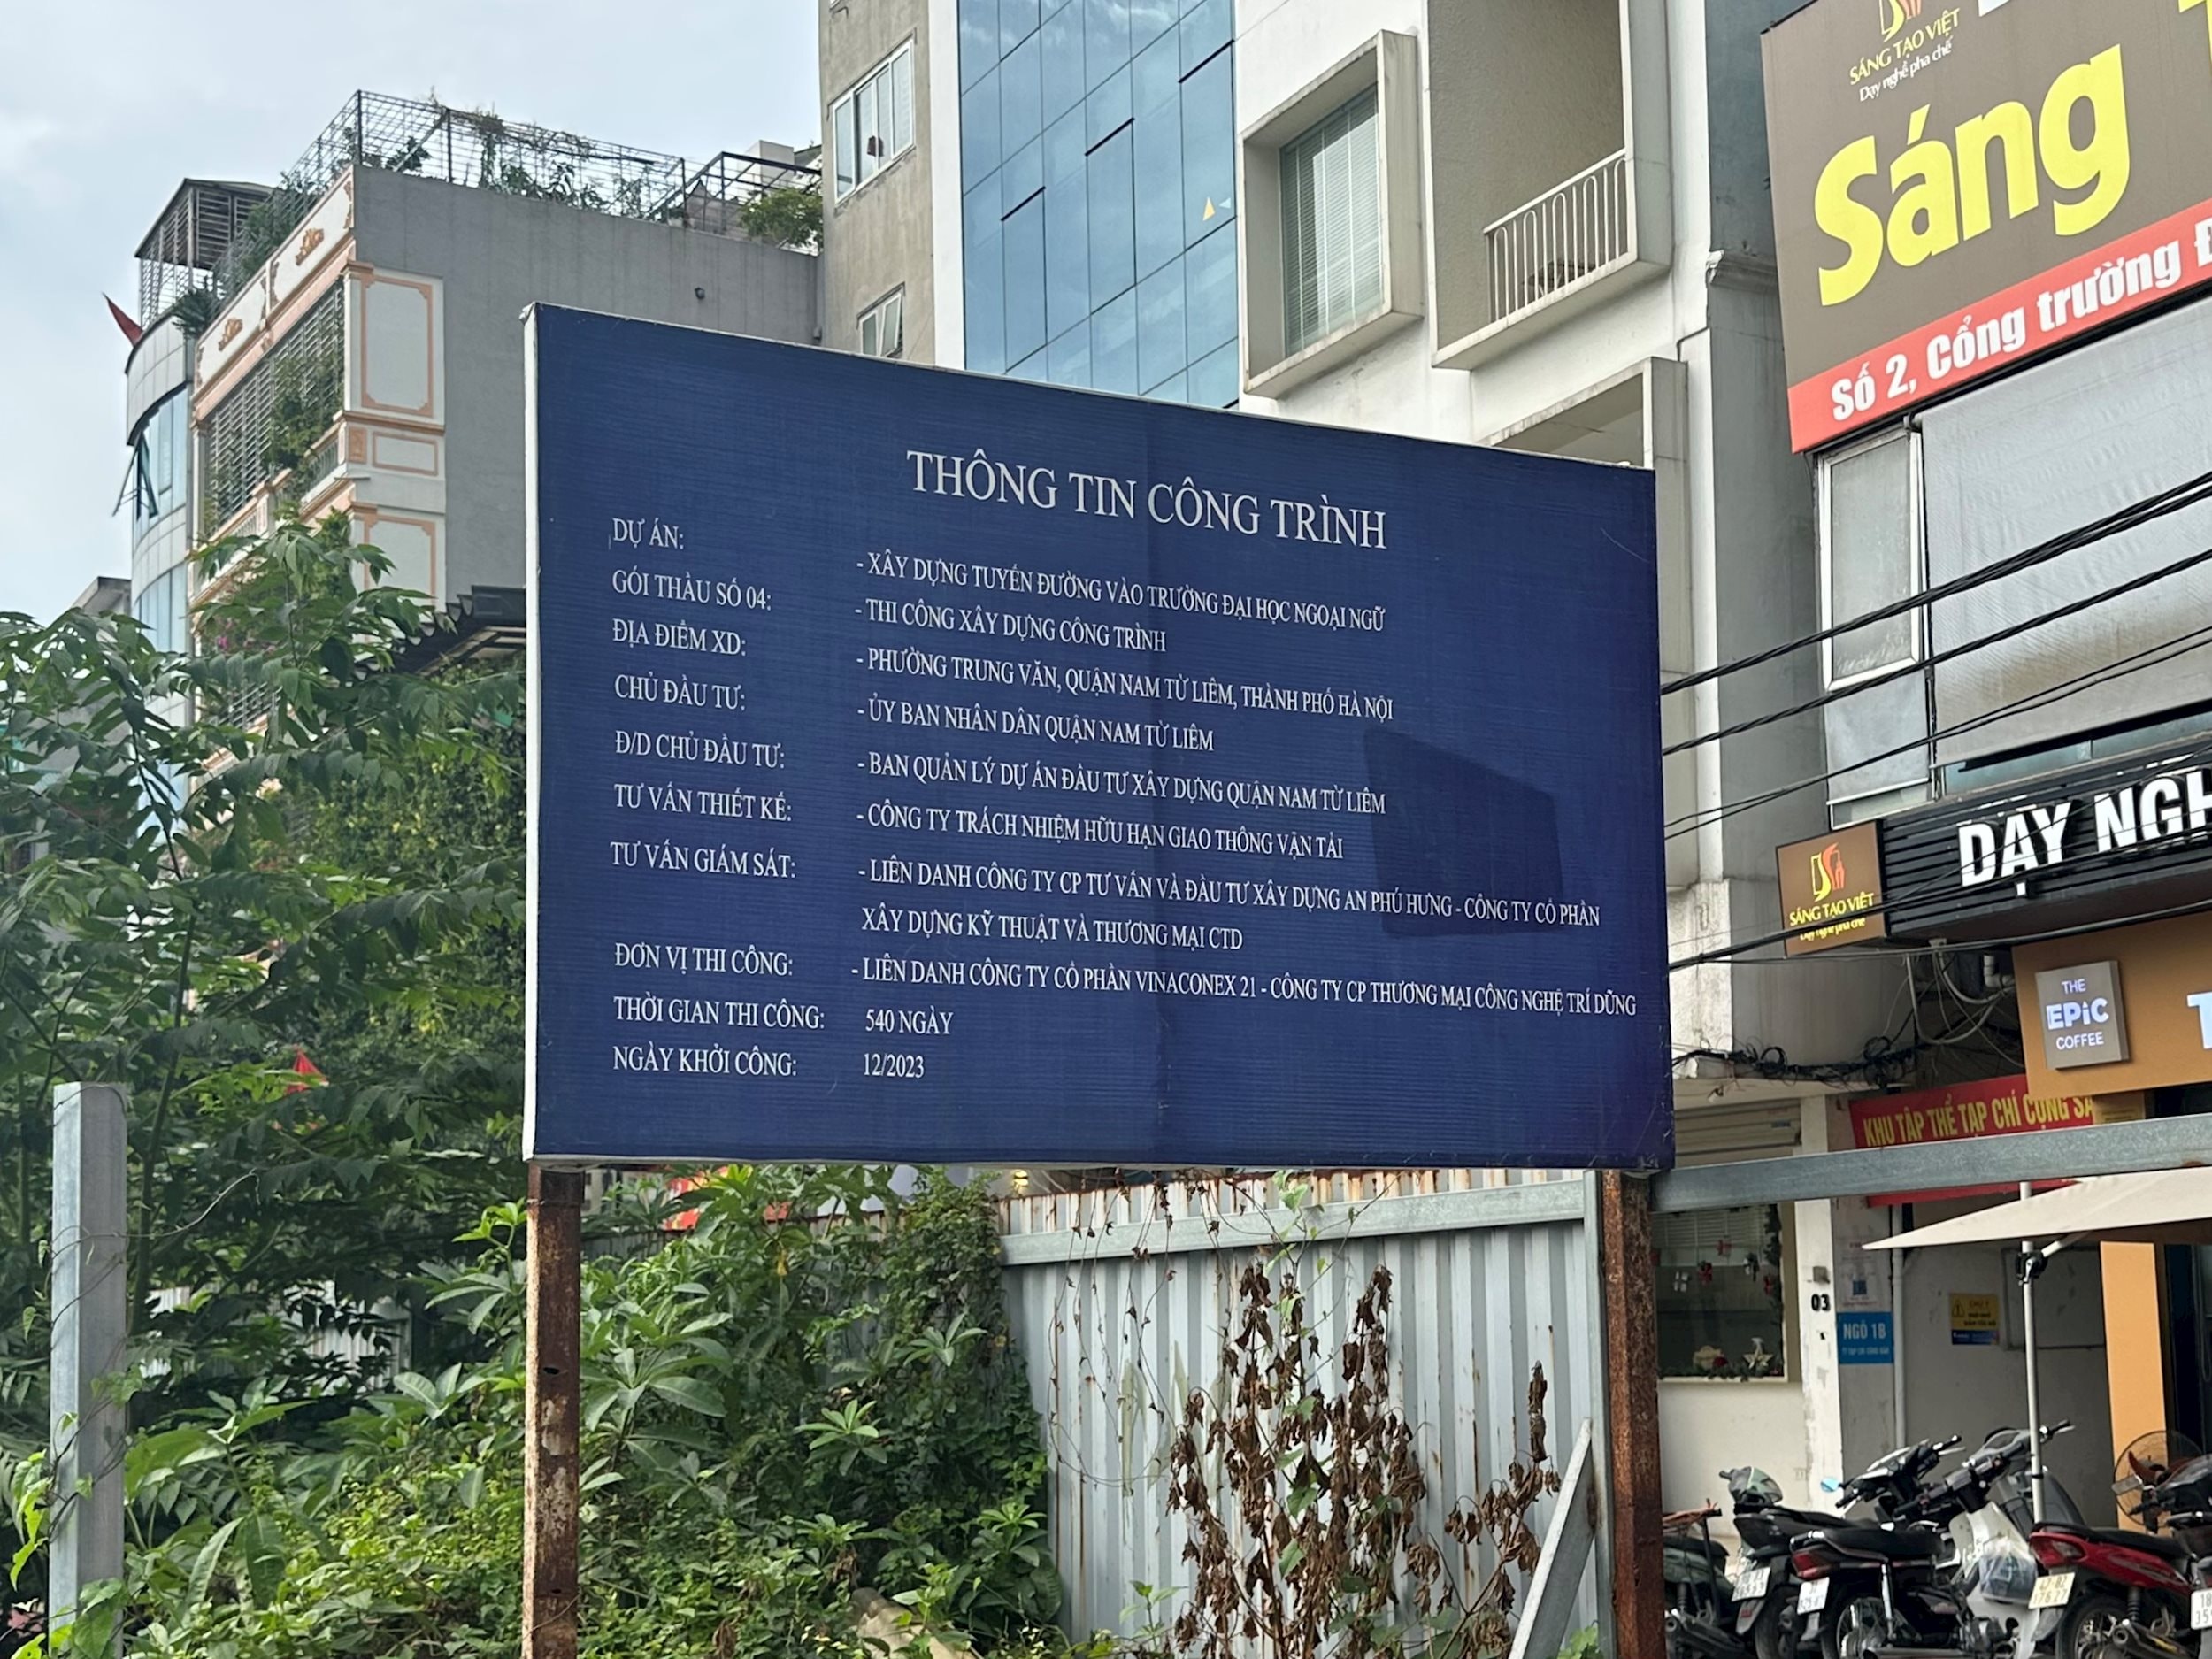 THÔNG TIN CÔNG TRÌNH
DỰ ÁN: - XÂY DỰNG TUYẾN ĐƯỜNG VÀO TRƯỜNG ĐẠI HỌC NGOẠI NGỮ
GÓI THẦU SỐ 04: - THI CÔNG XÂY DỰNG CÔNG TRÌNH
ĐỊA ĐIỂM XD: - PHƯỜNG TRUNG VĂN, QUẬN NAM TỪ LIÊM, THÀNH PHỐ HÀ NỘI
CHỦ ĐẦU TƯ: - ỦY BAN NHÂN DÂN QUẬN NAM TỪ LIÊM
Đ/D CHỦ ĐẦU TƯ: - BAN QUẢN LÝ DỰ ÁN ĐẦU TƯ XÂY DỰNG QUẬN NAM TỪ LIÊM
TƯ VẤN THIẾT KẾ: - CÔNG TY TRÁCH NHIỆM HỮU HẠN GIAO THÔNG VẬN TẢI
TƯ VẤN GIÁM SÁT: - LIÊN DANH CÔNG TY CP TƯ VẤN VÀ ĐẦU TƯ XÂY DỰNG AN PHÚ HƯNG - CÔNG TY CỔ PHẦN
XÂY DỰNG KỸ THUẬT VÀ THƯƠNG MẠI CTD
ĐƠN VỊ THI CÔNG: - LIÊN DANH CÔNG TY CỔ PHẦN VINACONEX 21 - CÔNG TY CP THƯƠNG MẠI CÔNG NGHỆ TRÍ DŨNG
THỜI GIAN THI CÔNG: 540 NGÀY
NGÀY KHỞI CÔNG: 12/2023
SÁNG TẠO VIỆT
Dạy nghề pha chế
Sáng
Số 2, Cổng trường
DẠY NGH
SÁNG TẠO VIỆT
Dạy nghề pha chế
THE
EPiC
COFFEE
KHU TẬP THỂ TẠP CHÍ CỘNG SẢ
03
NGÕ 1B